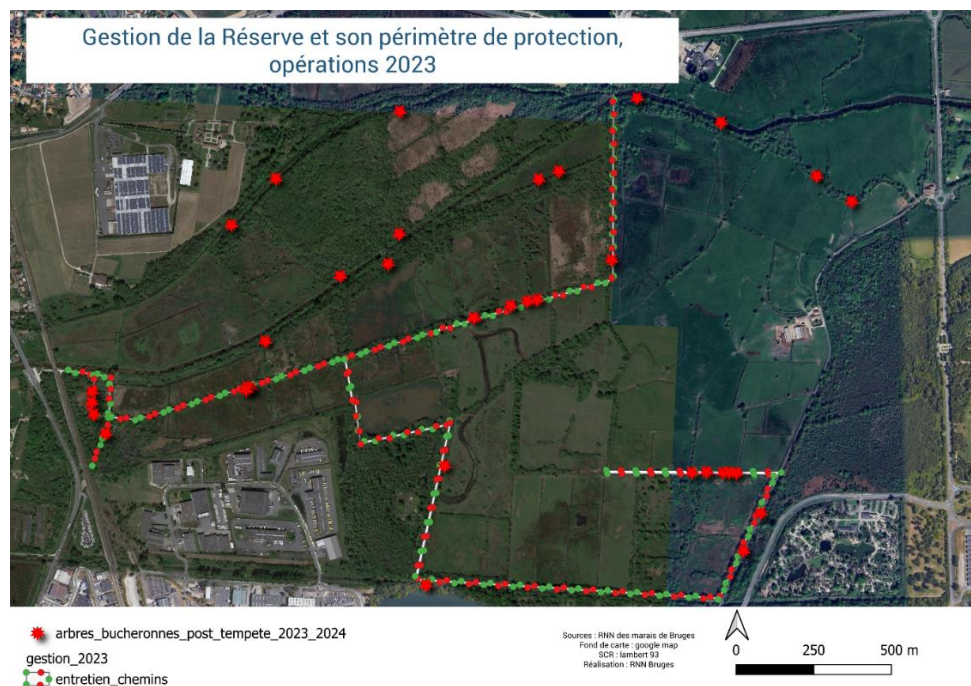 Gestion de la Réserve et son périmètre de protection,
opérations 2023
arbres_bucheronnes_post_tempete_2023_2024
gestion_2023
entretien_chemins
Sources : RNN des marais de Bruges
Fond de carte : google map
SCR : lambert 93
Réalisation : RNN Bruges
0 250 500 m